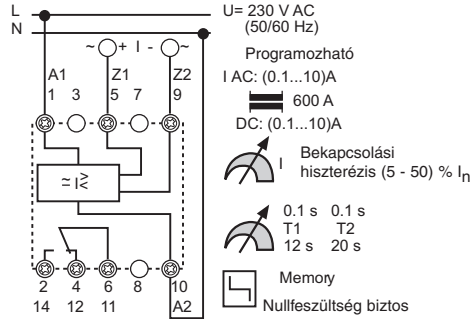 L
N
U= 230 V AC
(50/60 Hz)
~ + I - ~
Programozható
I AC: (0.1...10)A
600 A
DC: (0.1...10)A
A1 Z1 Z2
1 3 5 7 9
I
Bekapcsolási
hiszterézis (5 - 50) % In
≂ I≷
0.1 s 0.1 s
T1 T2
12 s 20 s
2 4 6 8 10
14 12 11 A2
Memory
Nullfeszültség biztos